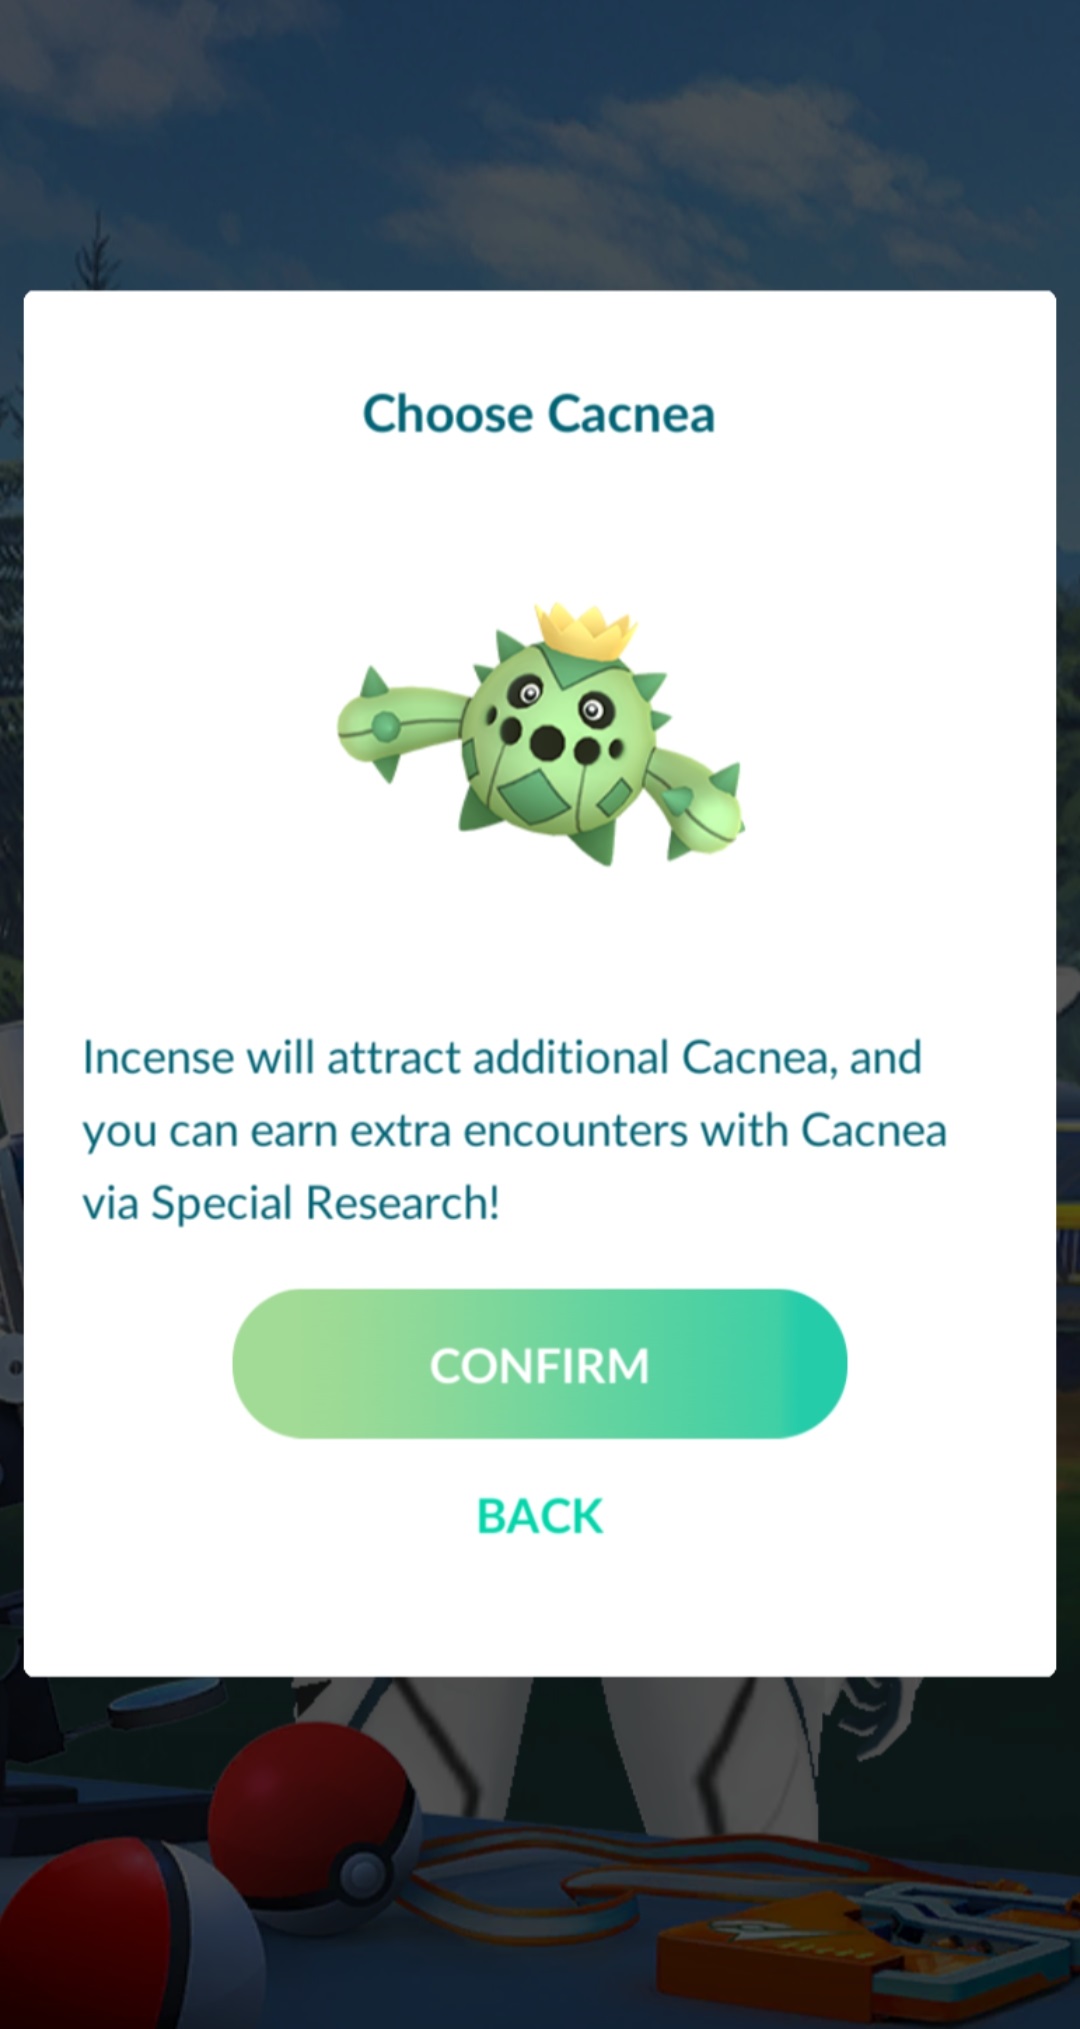 Choose Cacnea
Incense will attract additional Cacnea, and
you can earn extra encounters with Cacnea
via Special Research!
CONFIRM
BACK